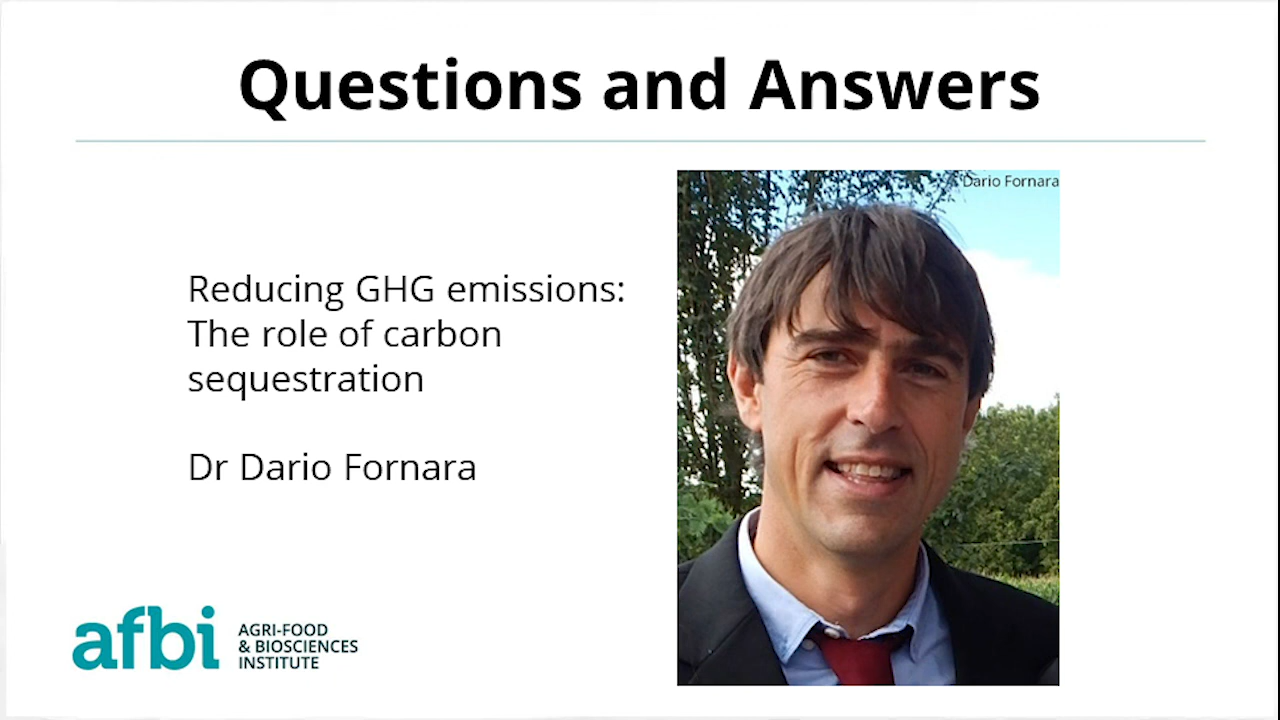 Questions and Answers
Dario Fornara
Reducing GHG emissions:
The role of carbon
sequestration
Dr Dario Fornara
afbi
AGRI-FOOD
& BIOSCIENCES
INSTITUTE